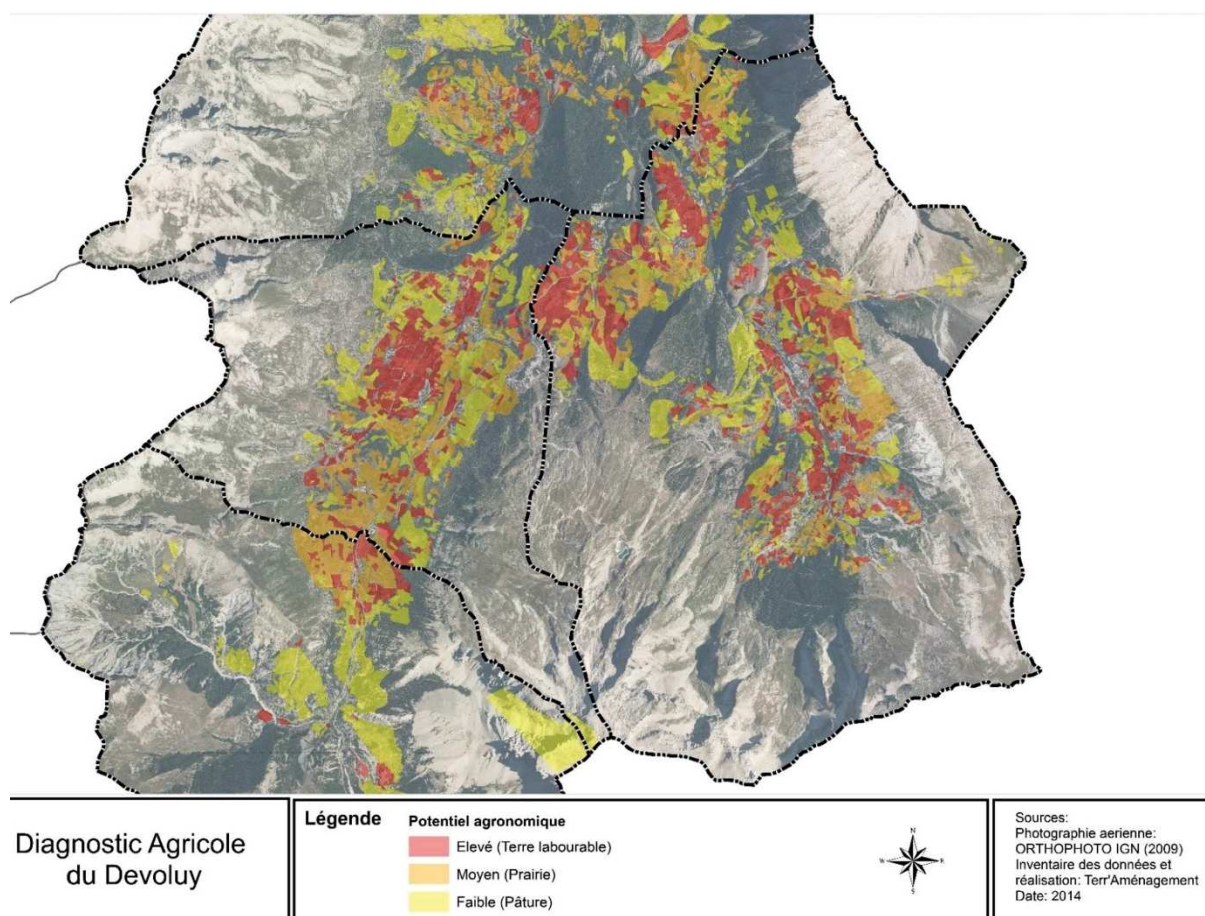 Diagnostic Agricole
du Devoluy
Légende
Potentiel agronomique
Elevé (Terre labourable)
Moyen (Prairie)
Faible (Pâture)
N
S
Sources:
Photographie aerienne:
ORTHOPHOTO IGN (2009)
Inventaire des données et
réalisation: Terr'Aménagement
Date: 2014